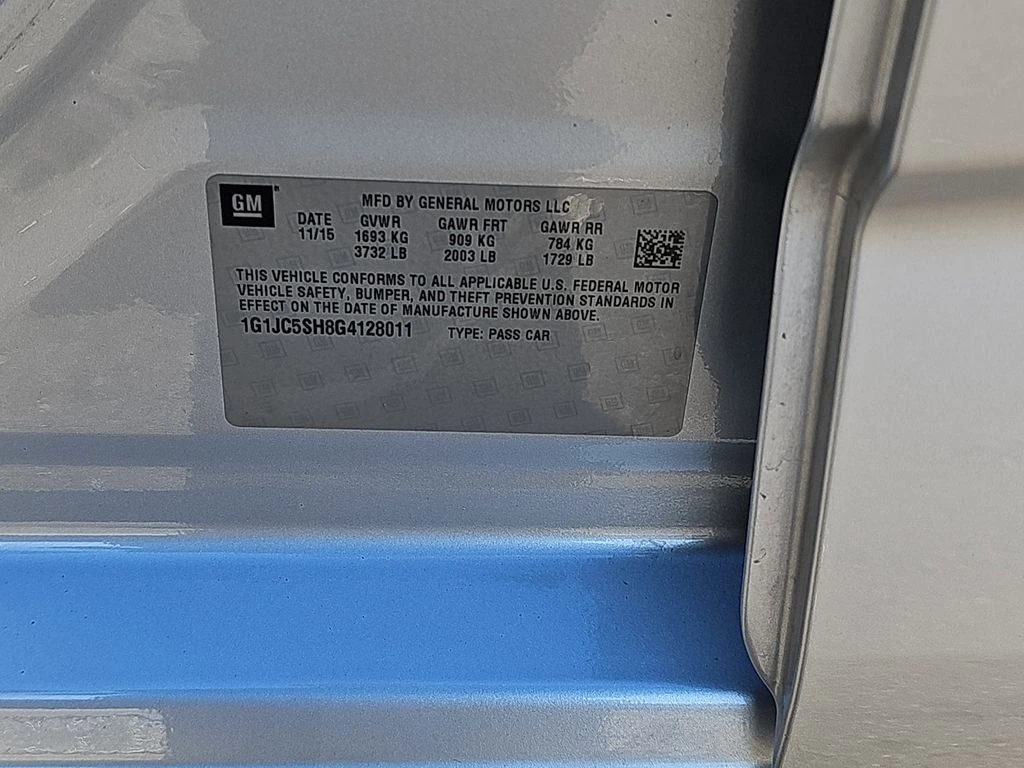 GM
MFD BY GENERAL MOTORS LLC
DATE GVWR GAWR FRT GAWR RR
11/15 1693 KG 909 KG 784 KG
3732 LB 2003 LB 1729 LB
THIS VEHICLE CONFORMS TO ALL APPLICABLE U.S. FEDERAL MOTOR
VEHICLE SAFETY, BUMPER, AND THEFT PREVENTION STANDARDS IN
EFFECT ON THE DATE OF MANUFACTURE SHOWN ABOVE.
1G1JC5SH8G4128011 TYPE: PASS CAR